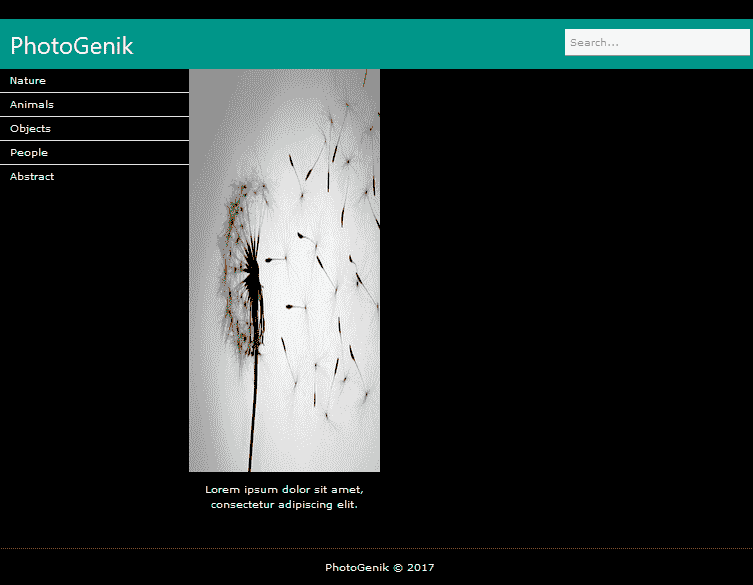 PhotoGenik
Search...
Nature
Animals
Objects
People
Abstract
Lorem ipsum dolor sit amet,
consectetur adipiscing elit.
PhotoGenik © 2017